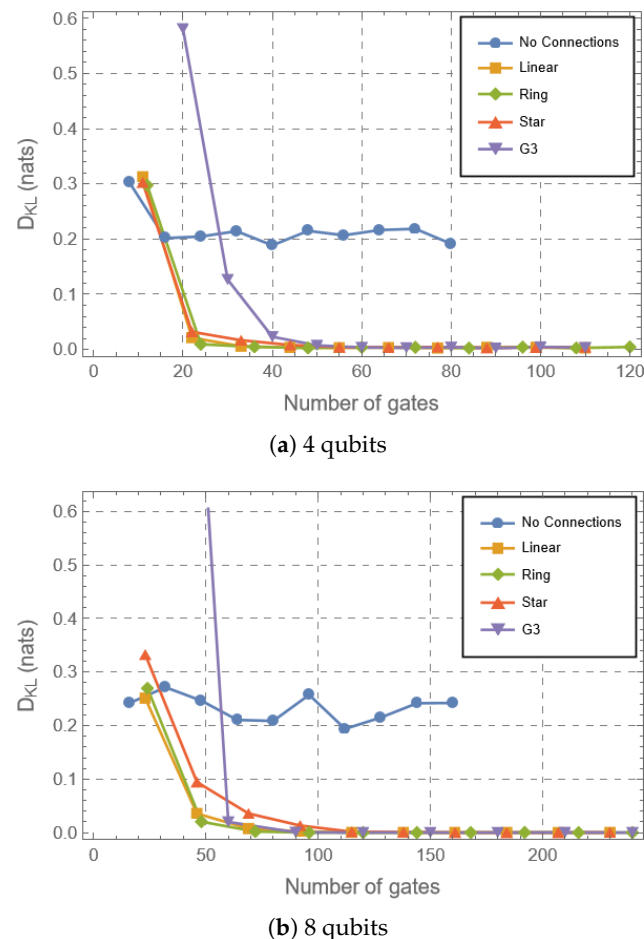 0.6
0.5
0.4
0.3
0.2
0.1
0.0
D_KL (nats)
No Connections
Linear
Ring
Star
G3
0 20 40 60 80 100 120
Number of gates
(a) 4 qubits
0.6
0.5
0.4
0.3
0.2
0.1
0.0
D_KL (nats)
No Connections
Linear
Ring
Star
G3
0 50 100 150 200
Number of gates
(b) 8 qubits